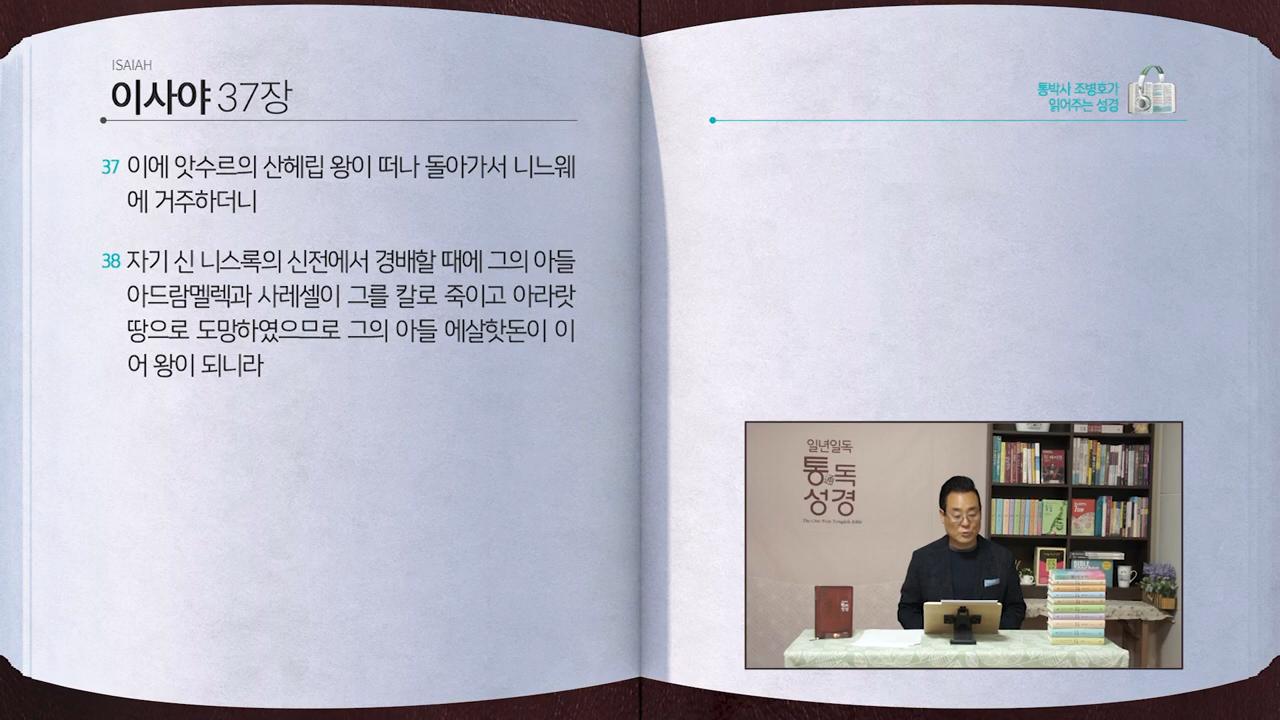 ISAIAH
이사야 37장
37 이에 앗수르의 산헤립 왕이 떠나 돌아가서 니느웨
에 거주하더니
38 자기 신 니스록의 신전에서 경배할 때에 그의 아들
아드람멜렉과 사레셀이 그를 칼로 죽이고 아라랏
땅으로 도망하였으므로 그의 아들 에살핫돈이 이
어 왕이 되니라
통박사 조병호가
읽어주는 성경
일년일독
통독
성경